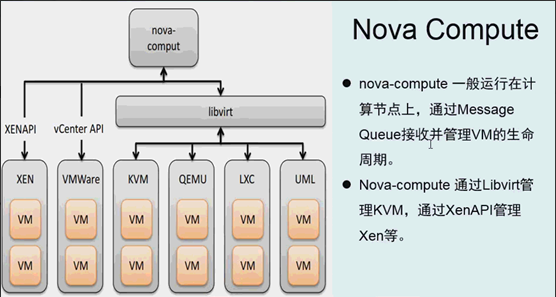 nova-
comput
libvirt
XENAPI
vCenter API
XEN
VMWare
KVM
QEMU
LXC
UML
VM
VM
VM
VM
VM
VM
VM
VM
VM
VM
VM
VM
Nova Compute
● nova-compute 一般运行在计
算节点上，通过Message
Queue接收并管理VM的生命
周期。
● Nova-compute 通过Libvirt管
理KVM，通过XenAPI管理
Xen等。